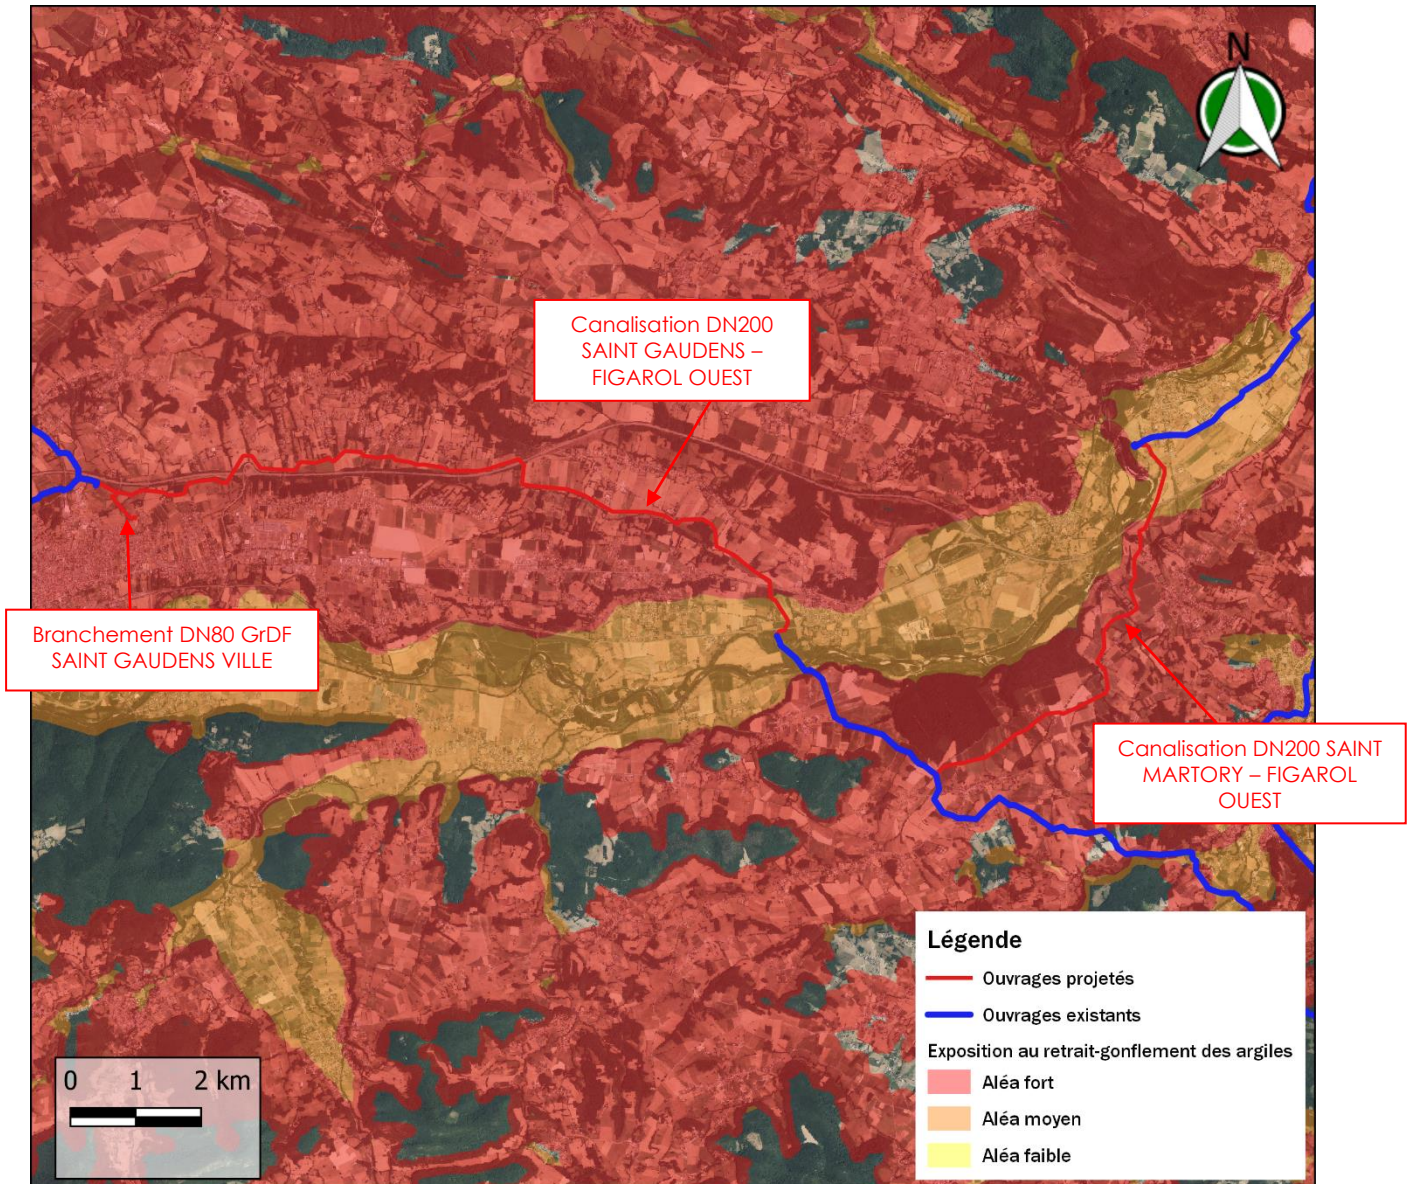 N
Canalisation DN200
SAINT GAUDENS –
FIGAROL OUEST
Branchement DN80 GrDF
SAINT GAUDENS VILLE
Canalisation DN200 SAINT
MARTORY – FIGAROL
OUEST
Légende
Ouvrages projetés
Ouvrages existants
Exposition au retrait-gonflement des argiles
Aléa fort
Aléa moyen
Aléa faible
0 1 2 km